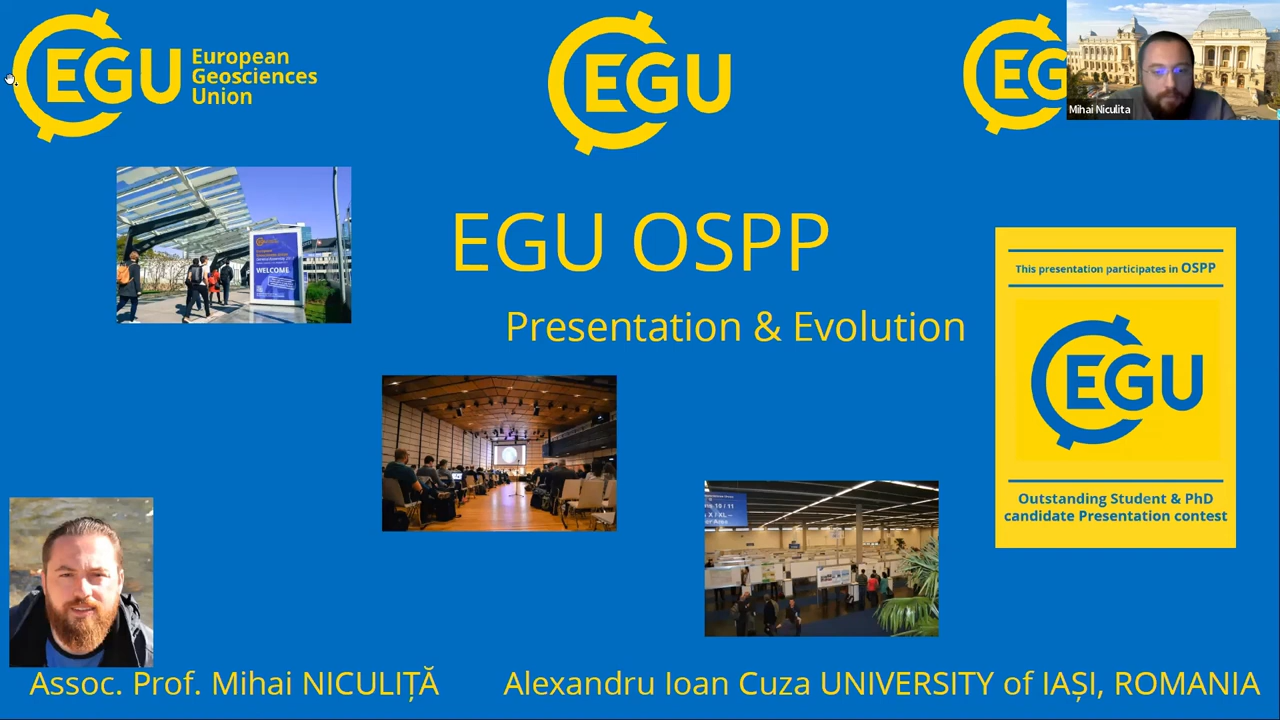 EGU
European
Geosciences
Union
EGU
EG
Mihai Niculita
WELCOME
EGU OSPP
Presentation & Evolution
This presentation participates in OSPP
EGU
Outstanding Student & PhD
candidate Presentation contest
Assoc. Prof. Mihai NICULIȚĂ
Alexandru Ioan Cuza UNIVERSITY of IAȘI, ROMANIA